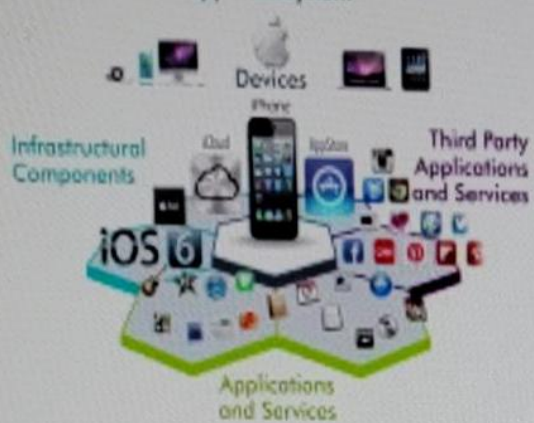 Devices
iPhone
iCloud
AppStore
Infrastructural
Components
Third Party
Applications
and Services
iOS 6
Applications
and Services